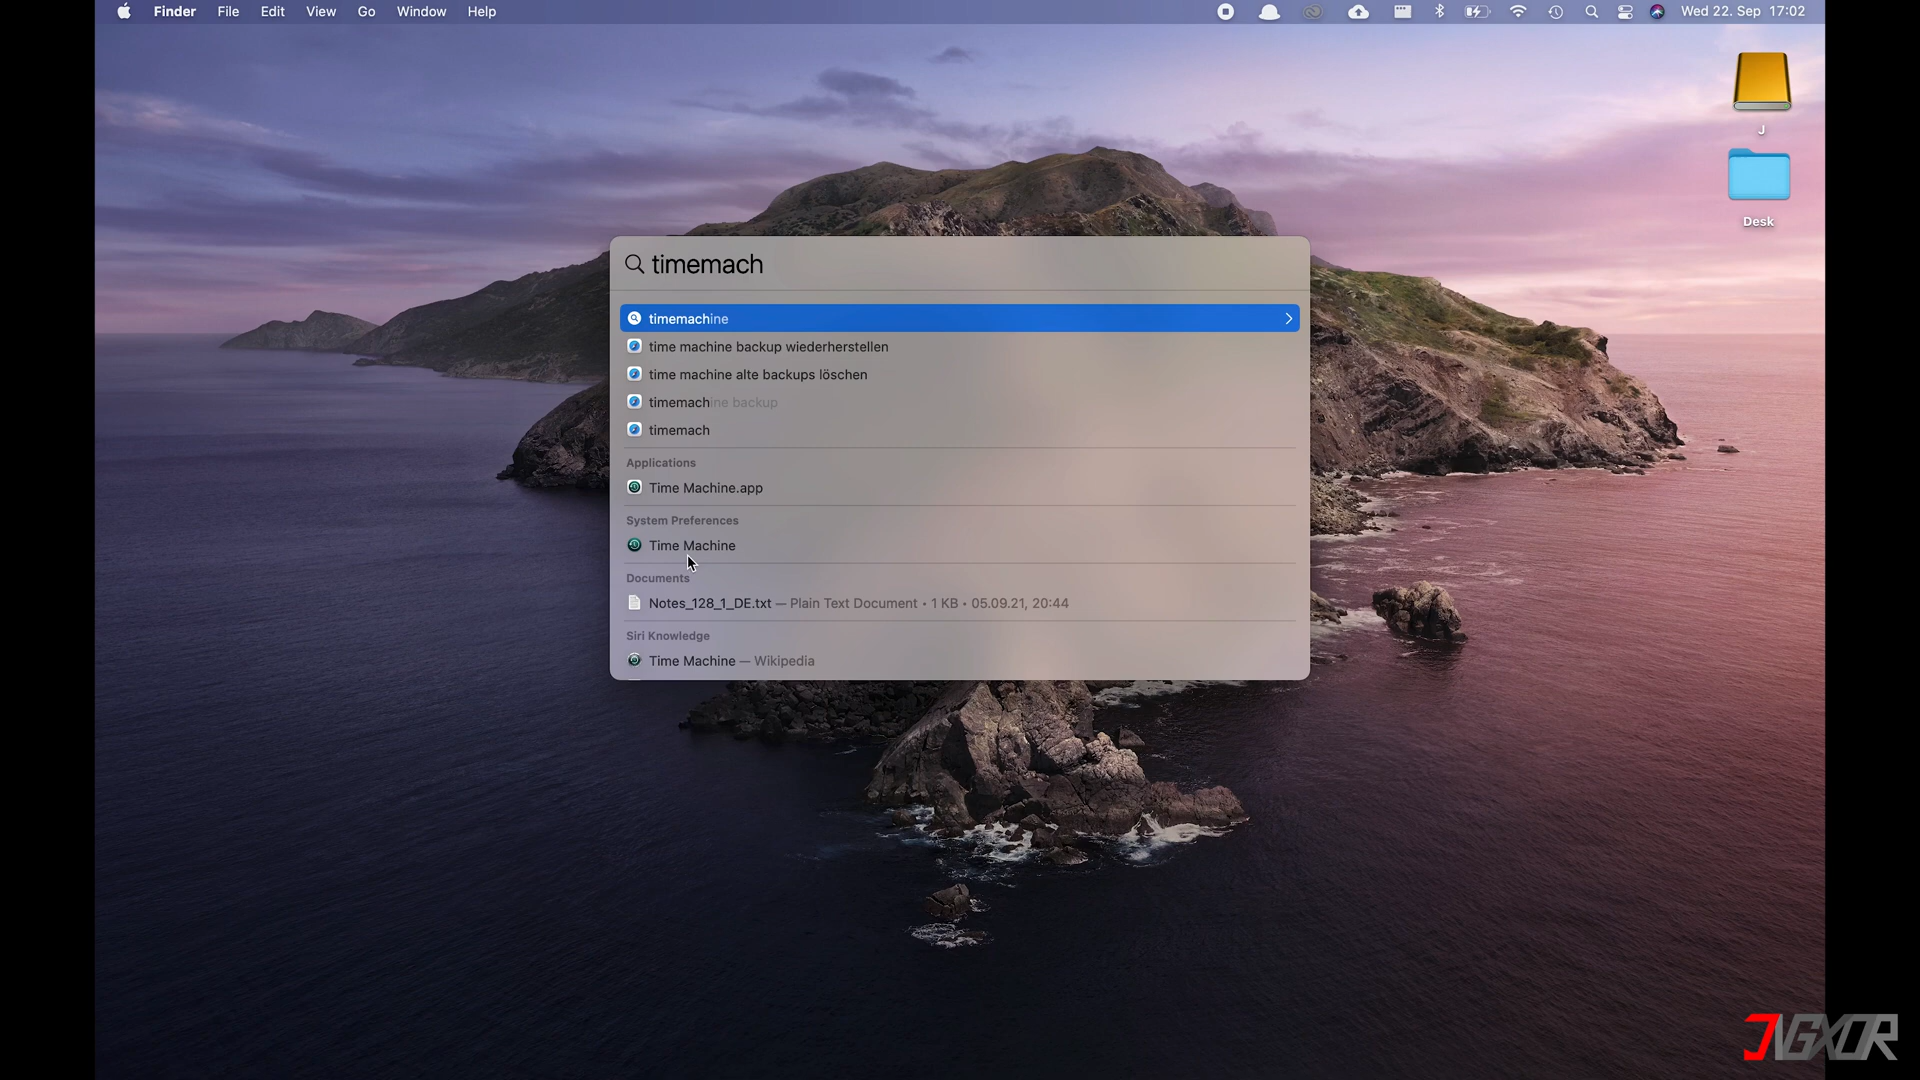 Finder File Edit View Go Window Help Wed 22. Sep 17:02
J
Desk
timemach
timemachine
time machine backup wiederherstellen
time machine alte backups löschen
timemachine backup
timemach
Applications
Time Machine.app
System Preferences
Time Machine
Documents
Notes_128_1_DE.txt — Plain Text Document • 1 KB • 05.09.21, 20:44
Siri Knowledge
Time Machine — Wikipedia
JIGXOR